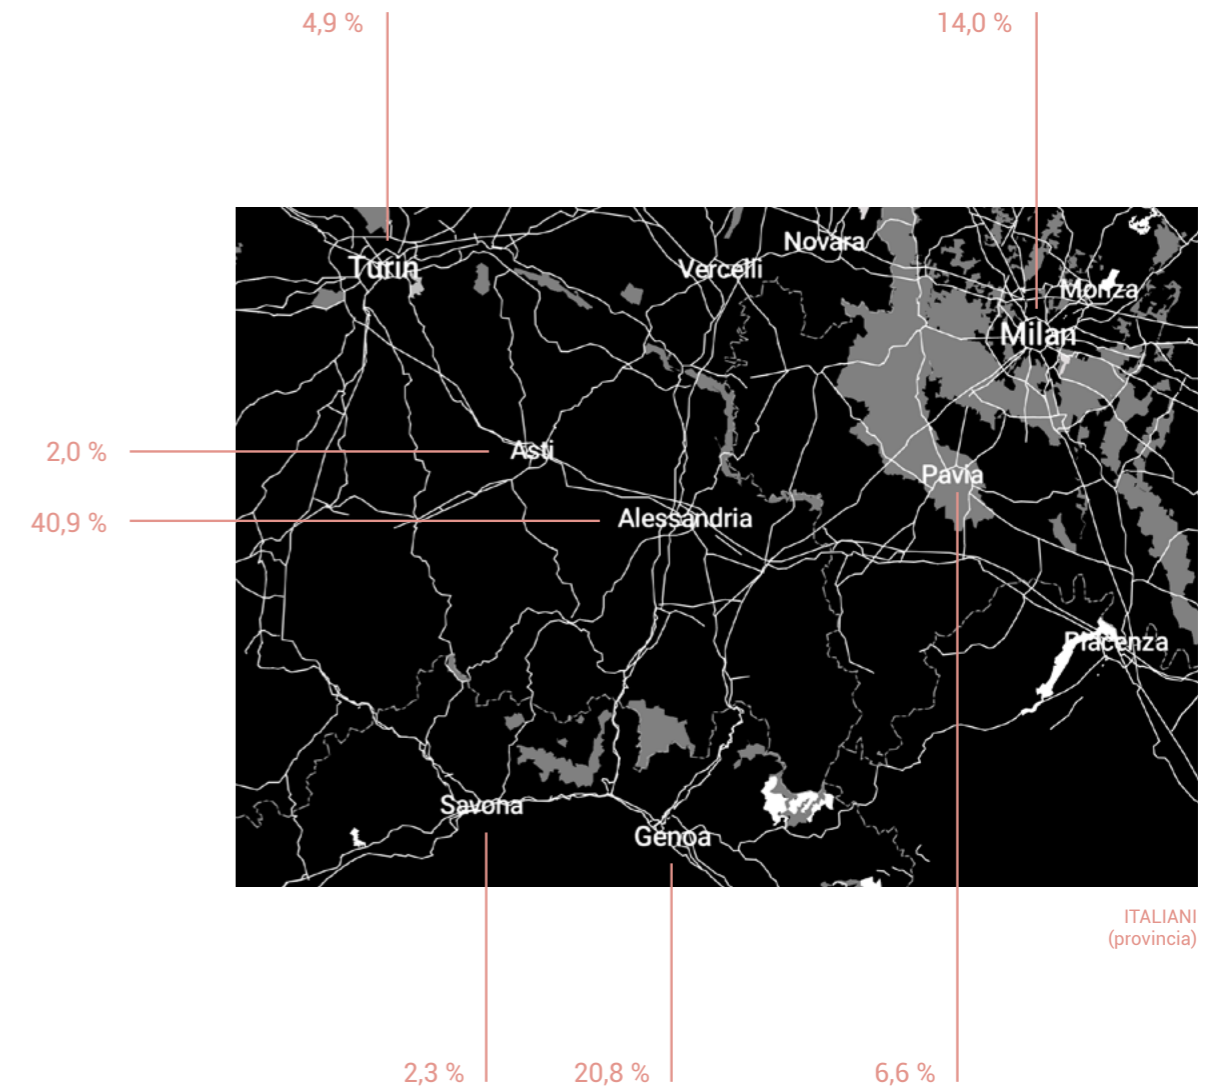 4,9 %
14,0 %
Novara
Turin
Vercelli
Monza
Milan
2,0 %
Asti
Pavia
40,9 %
Alessandria
Piacenza
Savona
Genoa
ITALIANI
(provincia)
2,3 %
20,8 %
6,6 %